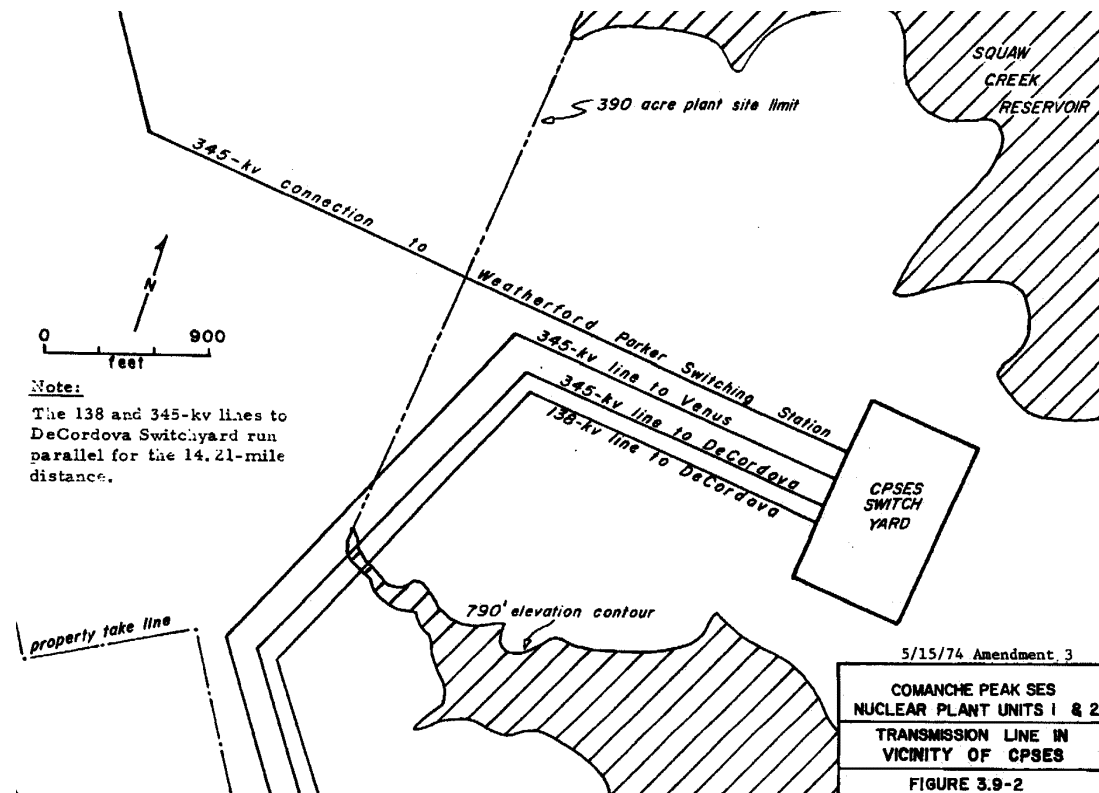 SQUAW
CREEK
RESERVOIR
390 acre plant site limit
345-kv connection to Weatherford Parker Switching Station
N
0 900
feet
345-kv line to Venus
345-kv line to DeCordova
138-kv line to DeCordova
Note:
The 138 and 345-kv lines to
DeCordova Switchyard run
parallel for the 14.21-mile
distance.
CPSES
SWITCH
YARD
790' elevation contour
property take line
5/15/74 Amendment 3
COMANCHE PEAK SES
NUCLEAR PLANT UNITS 1 & 2
TRANSMISSION LINE IN
VICINITY OF CPSES
FIGURE 3.9-2